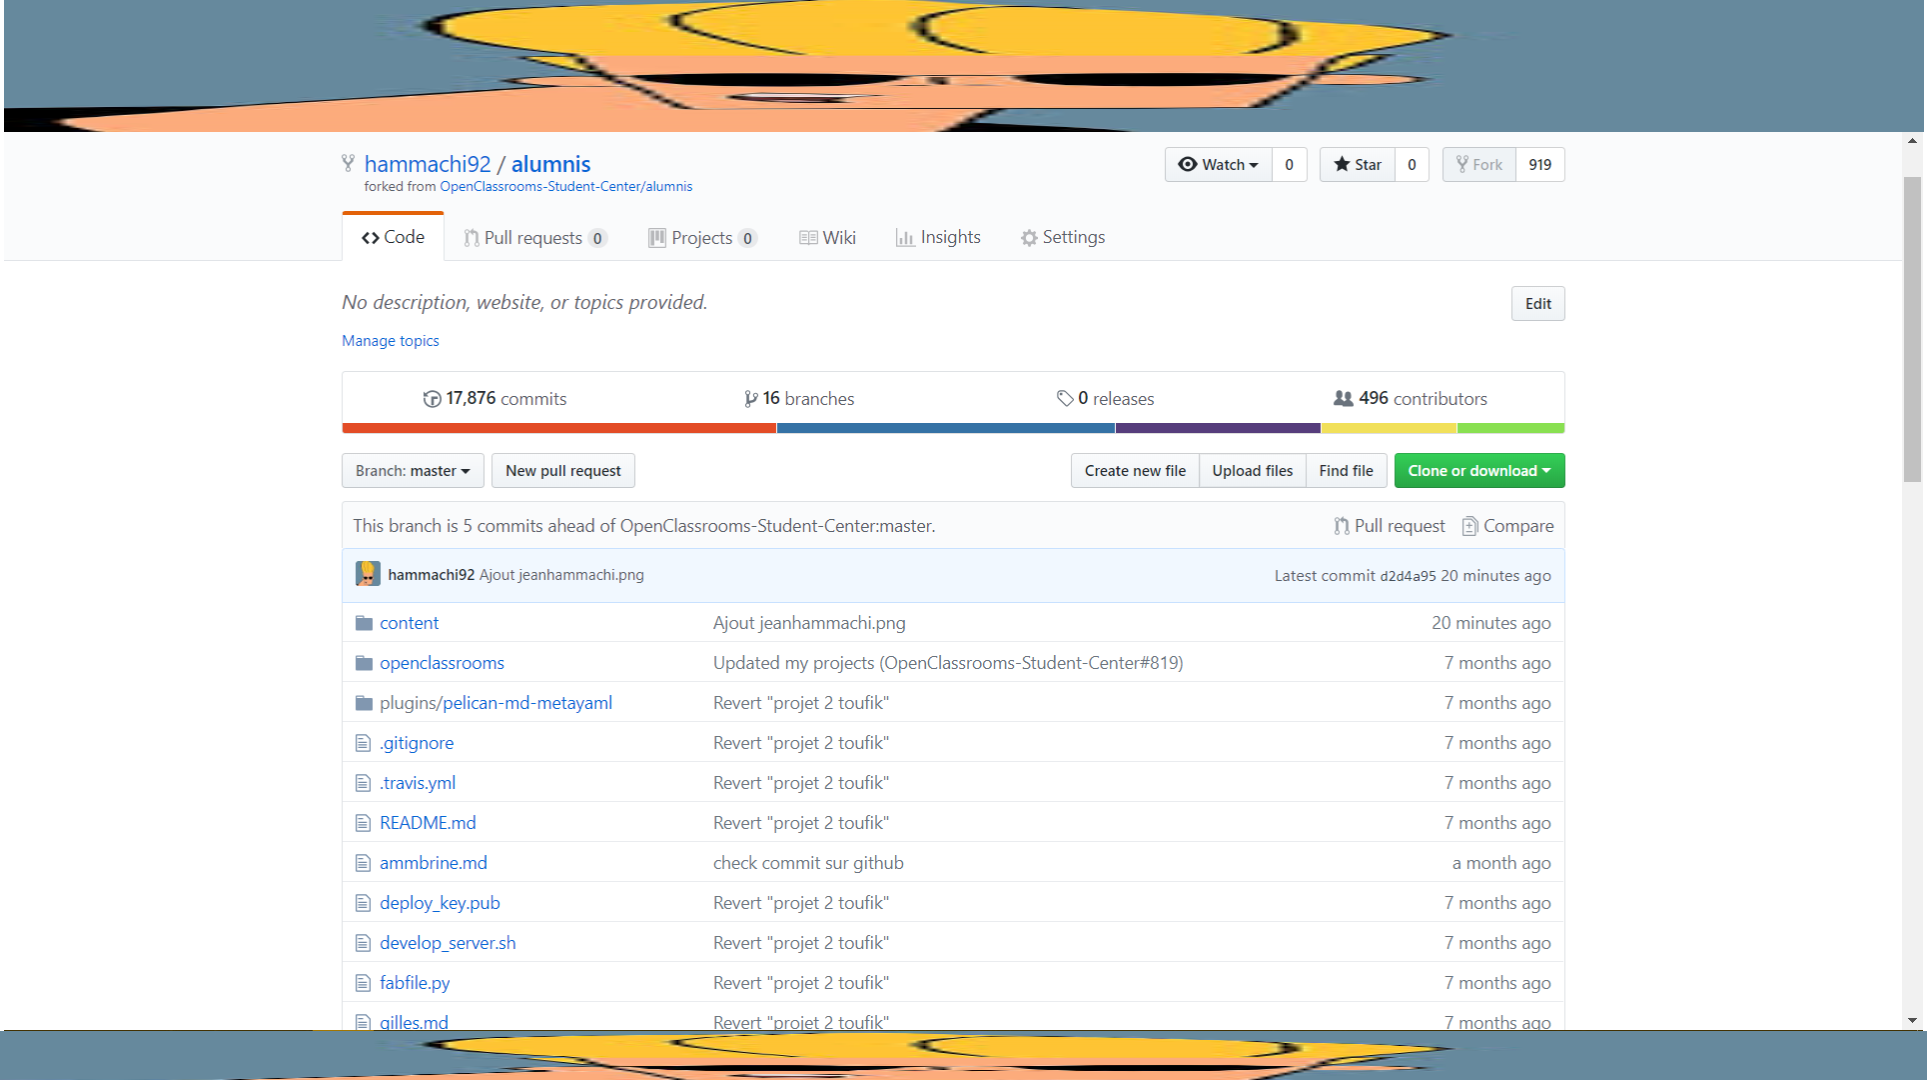 hammachi92 / alumnis
Watch 0 Star 0 Fork 919
forked from OpenClassrooms-Student-Center/alumnis
Code Pull requests 0 Projects 0 Wiki Insights Settings
No description, website, or topics provided.
Edit
Manage topics
17,876 commits 16 branches 0 releases 496 contributors
Branch: master New pull request Create new file Upload files Find file Clone or download
This branch is 5 commits ahead of OpenClassrooms-Student-Center:master. Pull request Compare
hammachi92 Ajout jeanhammachi.png Latest commit d2d4a95 20 minutes ago
content Ajout jeanhammachi.png 20 minutes ago
openclassrooms Updated my projects (OpenClassrooms-Student-Center#819) 7 months ago
plugins/pelican-md-metayaml Revert "projet 2 toufik" 7 months ago
.gitignore Revert "projet 2 toufik" 7 months ago
.travis.yml Revert "projet 2 toufik" 7 months ago
README.md Revert "projet 2 toufik" 7 months ago
ammbrine.md check commit sur github a month ago
deploy_key.pub Revert "projet 2 toufik" 7 months ago
develop_server.sh Revert "projet 2 toufik" 7 months ago
fabfile.py Revert "projet 2 toufik" 7 months ago
gilles.md Revert "projet 2 toufik" 7 months ago